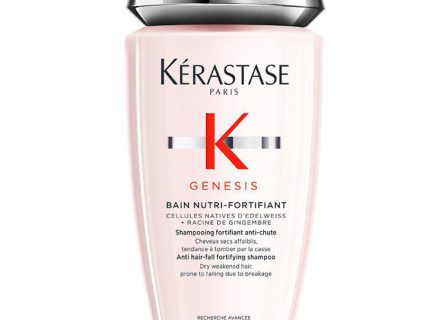 KÉRASTASE
PARIS
K
GENESIS
BAIN NUTRI-FORTIFIANT
CELLULES NATIVES D'EDELWEISS
+ RACINE DE GINGEMBRE
Shampooing fortifiant anti-chute
Cheveux secs affaiblis,
tendance à tomber par la casse
Anti hair-fall fortifying shampoo
Dry weakened hair,
prone to falling due to breakage
RECHERCHE AVANCÉE